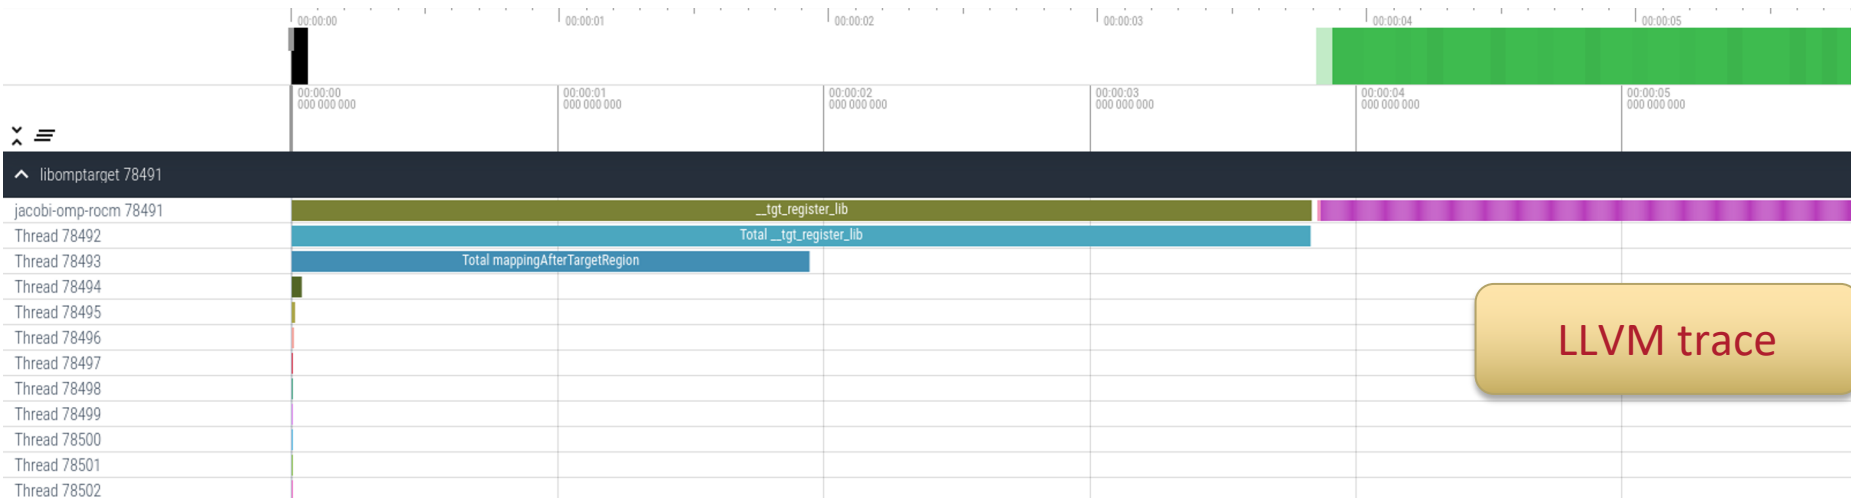 00:00:00 00:00:01 00:00:02 00:00:03 00:00:04 00:00:05
00:00:00 00:00:01 00:00:02 00:00:03 00:00:04 00:00:05
000 000 000 000 000 000 000 000 000 000 000 000 000 000 000 000 000 000
libomptarget 78491
jacobi-omp-rocm 78491 __tgt_register_lib
Thread 78492 Total __tgt_register_lib
Thread 78493 Total mappingAfterTargetRegion
Thread 78494
Thread 78495
Thread 78496
LLVM trace
Thread 78497
Thread 78498
Thread 78499
Thread 78500
Thread 78501
Thread 78502